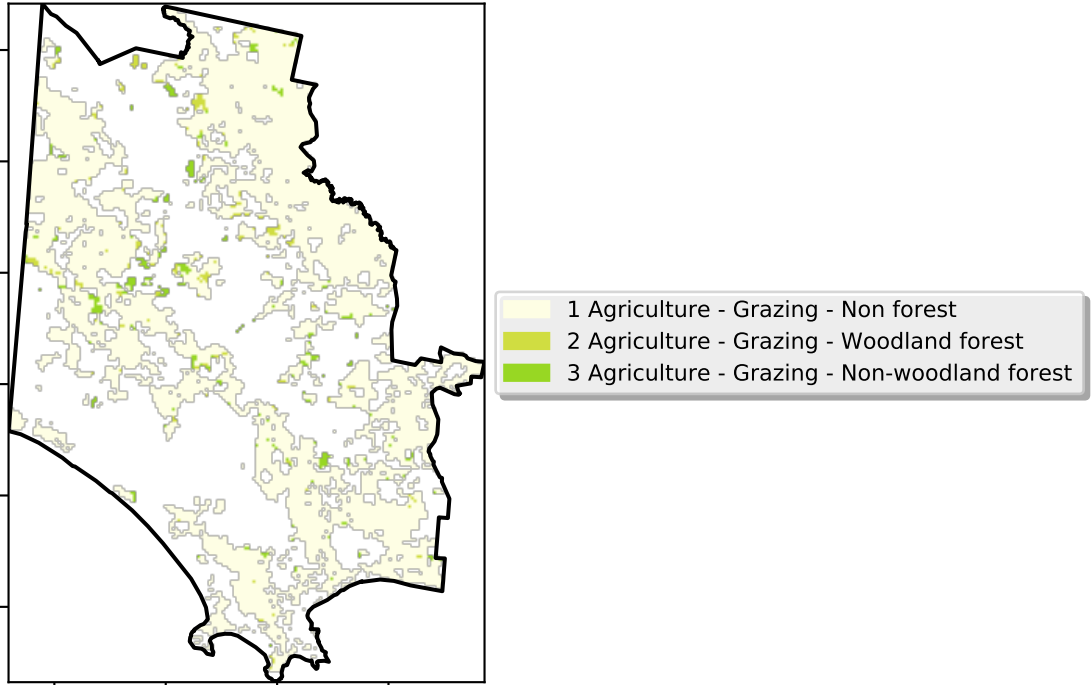 1 Agriculture - Grazing - Non forest
2 Agriculture - Grazing - Woodland forest
3 Agriculture - Grazing - Non-woodland forest